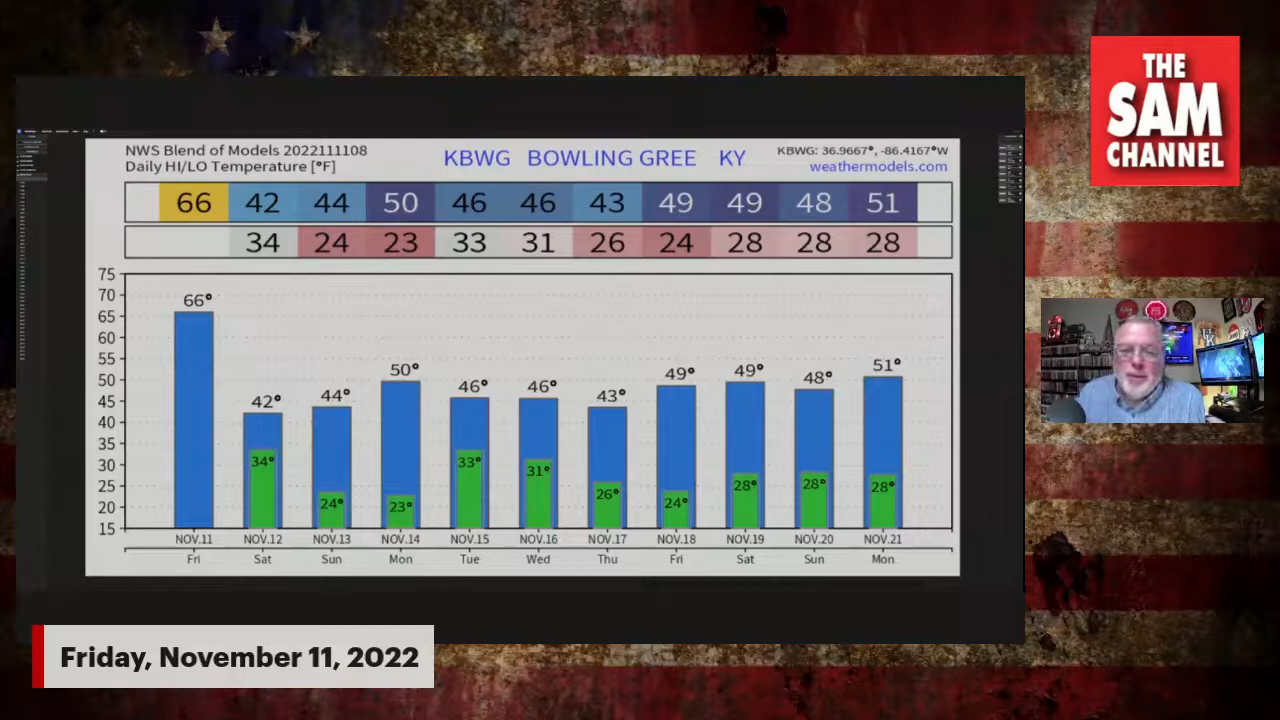 THE
SAM
CHANNEL
NWS Blend of Models 2022111108
Daily HI/LO Temperature [°F]
KBWG BOWLING GREE KY
KBWG: 36.9667°, -86.4167°W
weathermodels.com
66 42 44 50 46 46 43 49 49 48 51
34 24 23 33 31 26 24 28 28 28
75
70
65
60
55
50
45
40
35
30
25
20
15
66° 42° 44° 50° 46° 46° 43° 49° 49° 48° 51°
34° 24° 23° 33° 31° 26° 24° 28° 28° 28°
NOV.11 NOV.12 NOV.13 NOV.14 NOV.15 NOV.16 NOV.17 NOV.18 NOV.19 NOV.20 NOV.21
Fri Sat Sun Mon Tue Wed Thu Fri Sat Sun Mon
Friday, November 11, 2022